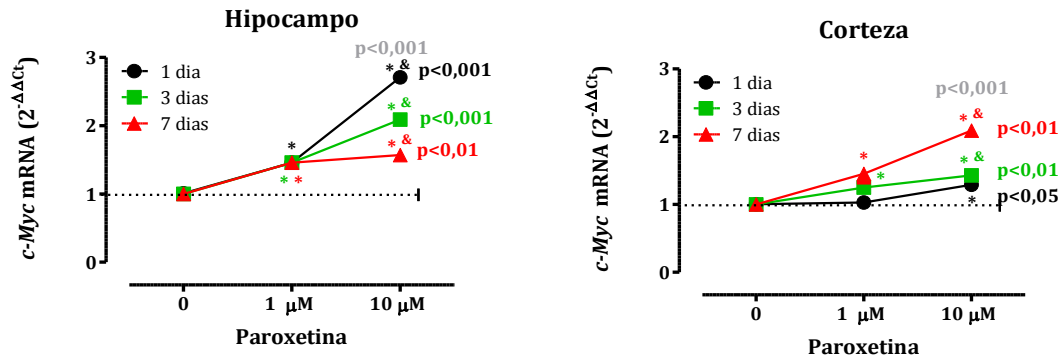 Hipocampo
c-Myc mRNA (2^-ΔΔCt)
3
2
1
0
1 dia
3 dias
7 dias
p<0,001
* & p<0,001
* & p<0,001
* & p<0,01
*
* *
0
1 μM
10 μM
Paroxetina
Corteza
c-Myc mRNA (2^-ΔΔCt)
3
2
1
0
1 dia
3 dias
7 dias
p<0,001
* & p<0,01
* & p<0,01
p<0,05
*
*
*
0
1 μM
10 μM
Paroxetina